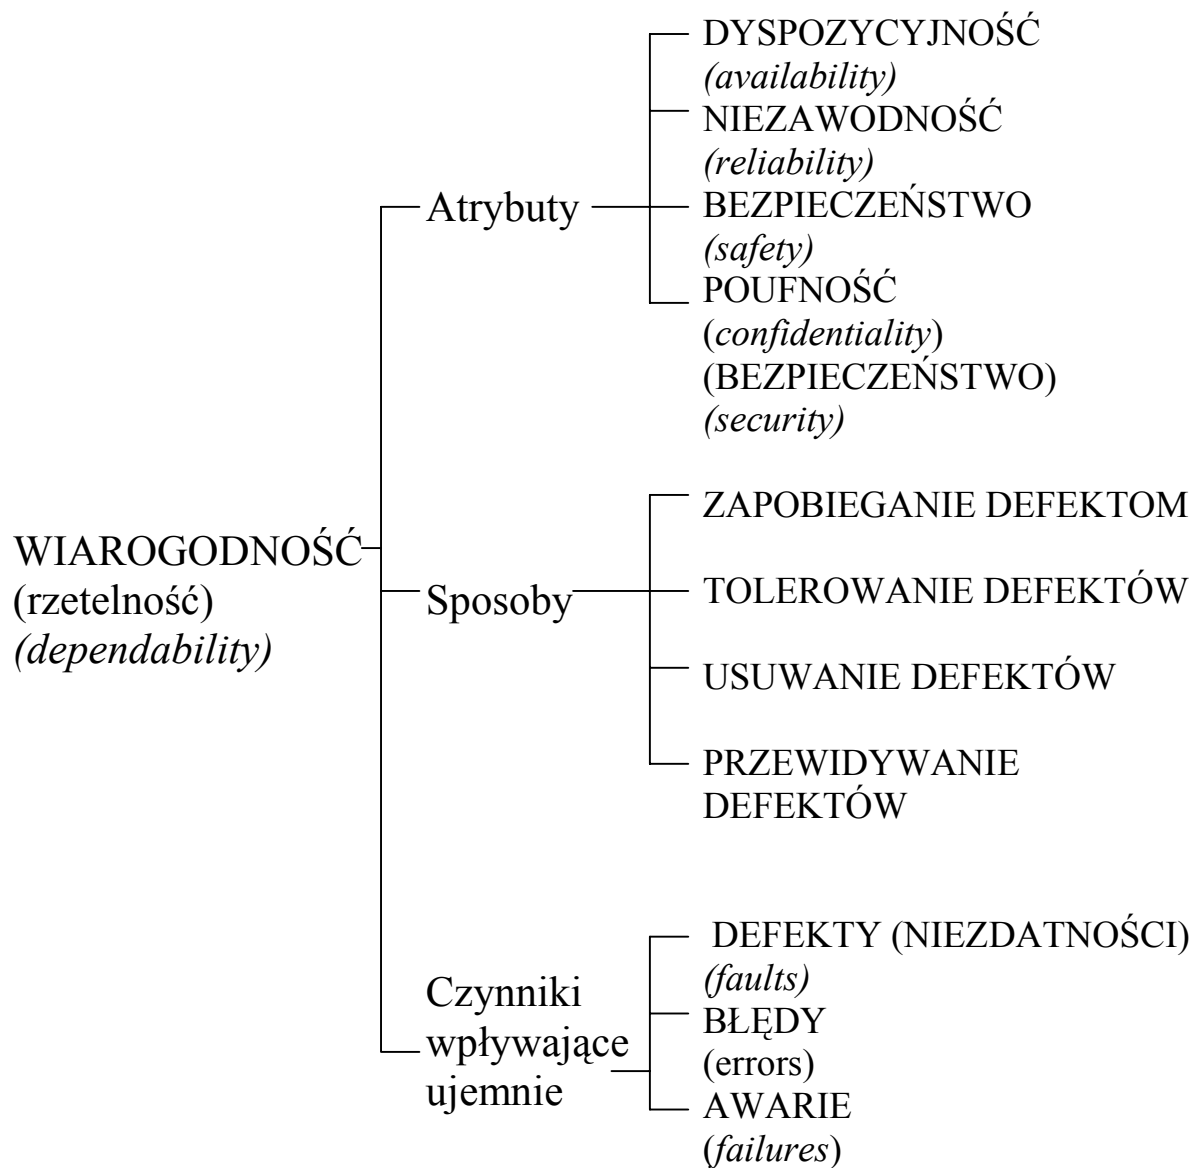 DYSPOZYCYJNOŚĆ
(availability)
NIEZAWODNOŚĆ
(reliability)
Atrybuty
BEZPIECZEŃSTWO
(safety)
POUFNOŚĆ
(confidentiality)
(BEZPIECZEŃSTWO)
(security)
WIAROGODNOŚĆ
(rzetelność)
(dependability)
Sposoby
ZAPOBIEGANIE DEFEKTOM
TOLEROWANIE DEFEKTÓW
USUWANIE DEFEKTÓW
PRZEWIDYWANIE
DEFEKTÓW
Czynniki
wpływające
ujemnie
DEFEKTY (NIEZDATNOŚCI)
(faults)
BŁĘDY
(errors)
AWARIE
(failures)